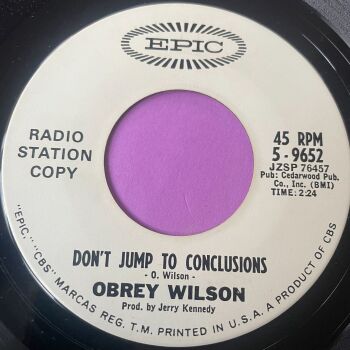 EPIC
RADIO
STATION
COPY
45 RPM
5-9652
JZSP 76457
Pub: Cedarwood Pub.
Co., Inc. (BMI)
TIME: 2:24
DON'T JUMP TO CONCLUSIONS
- O. Wilson -
OBREY WILSON
Prod. by Jerry Kennedy
"EPIC," "CBS" MARCAS REG. T.M. PRINTED IN U.S.A. A PRODUCT OF CBS